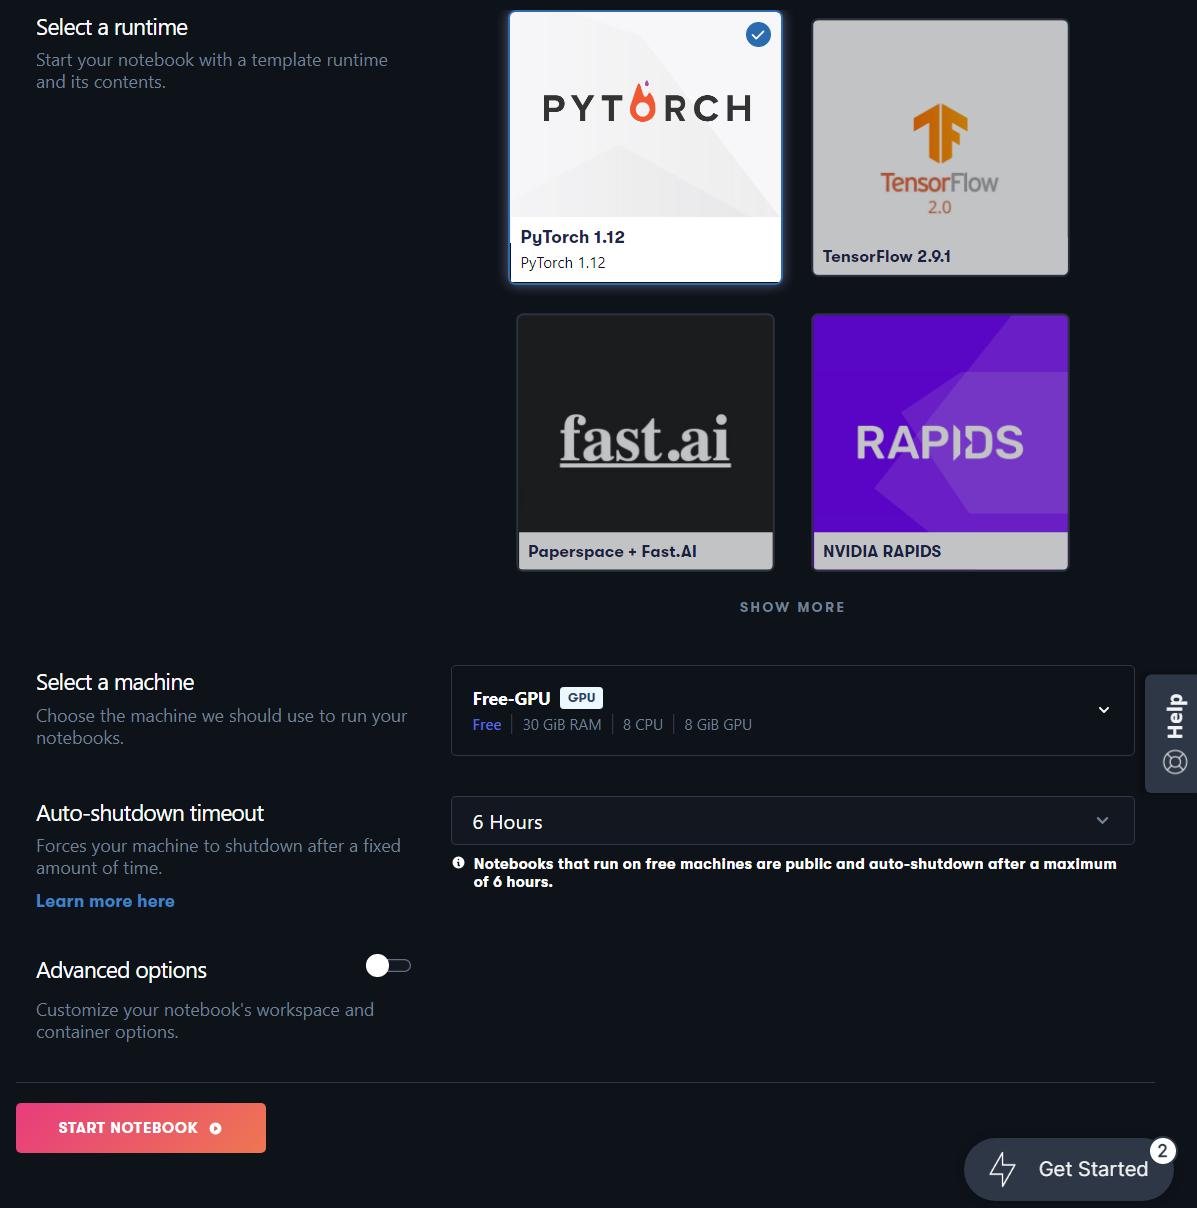 Select a runtime
Start your notebook with a template runtime
and its contents.
PYTORCH
PyTorch 1.12
PyTorch 1.12
TensorFlow
2.0
TensorFlow 2.9.1
fast.ai
Paperspace + Fast.AI
RAPIDS
NVIDIA RAPIDS
SHOW MORE
Select a machine
Choose the machine we should use to run your
notebooks.
Free-GPU GPU
Free 30 GiB RAM 8 CPU 8 GiB GPU
Help
Auto-shutdown timeout
Forces your machine to shutdown after a fixed
amount of time.
Learn more here
6 Hours
Notebooks that run on free machines are public and auto-shutdown after a maximum
of 6 hours.
Advanced options
Customize your notebook's workspace and
container options.
START NOTEBOOK
Get Started
2